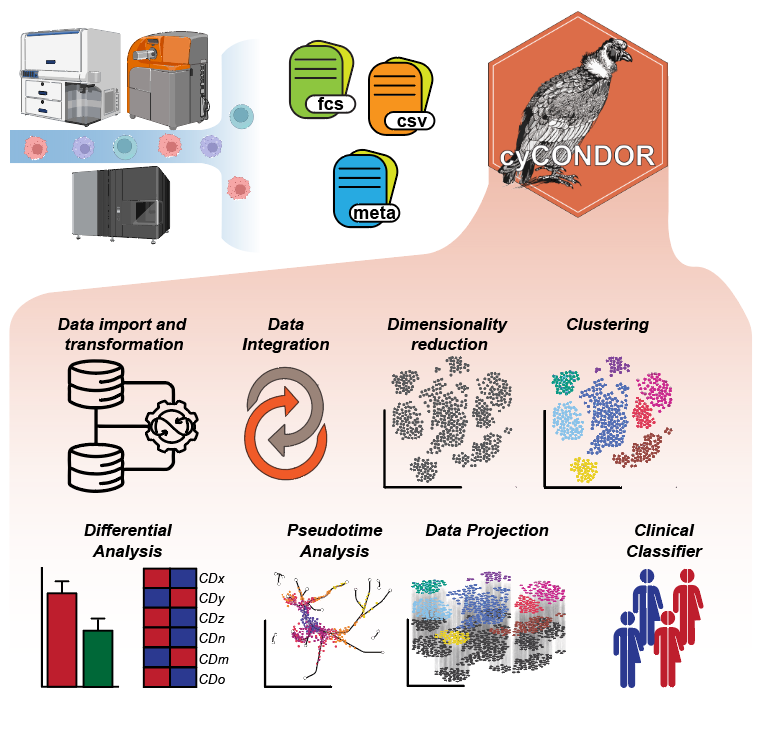 fcs
csv
meta
cyCONDOR
Data import and
transformation
Data
Integration
Dimensionality
reduction
Clustering
Differential
Analysis
Pseudotime
Analysis
Data Projection
Clinical
Classifier
CDx
CDy
CDz
CDn
CDm
CDo